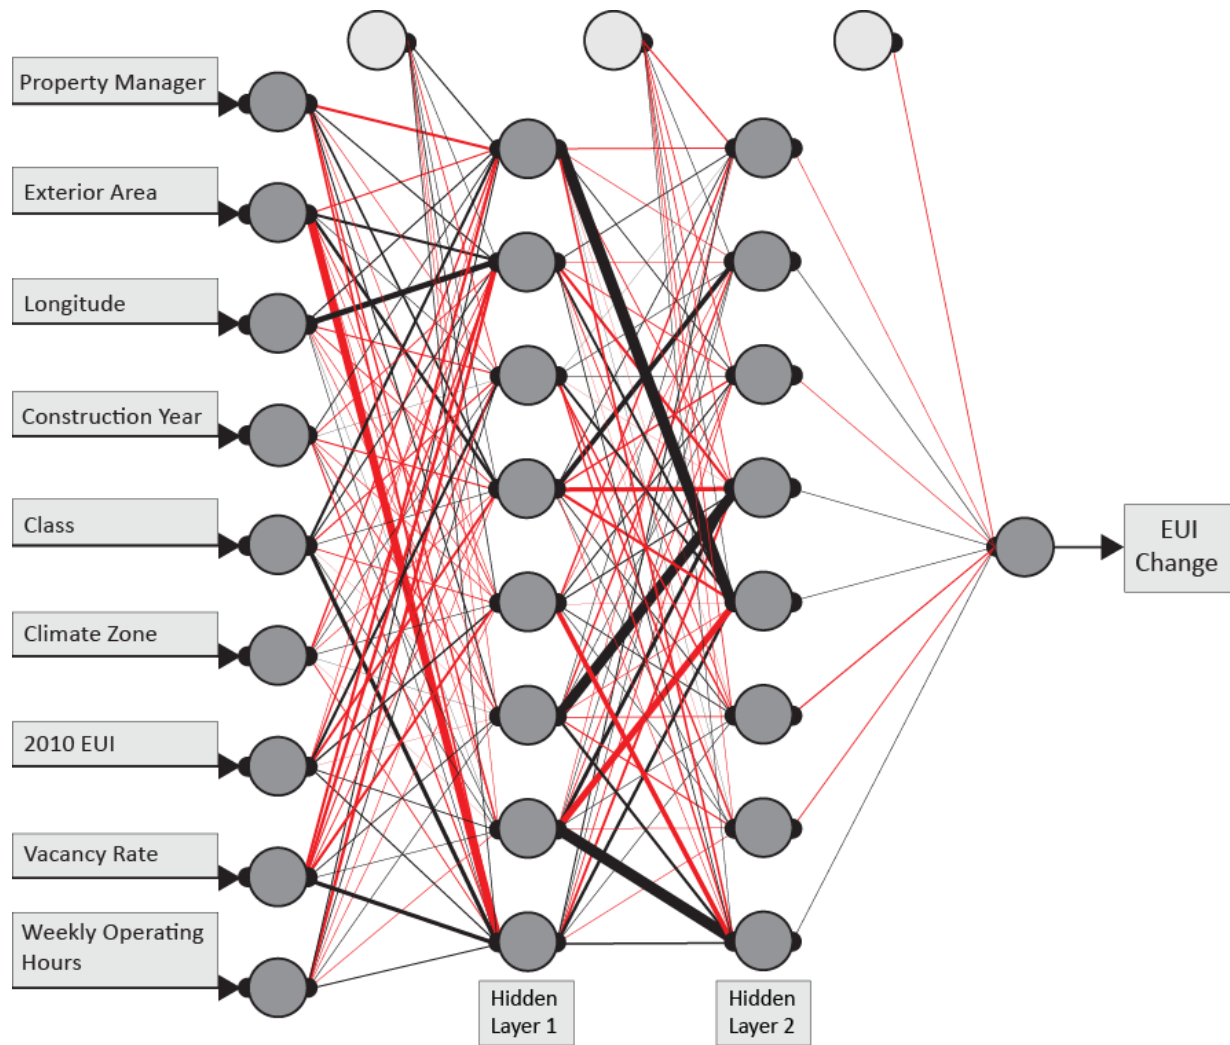 Property Manager
Exterior Area
Longitude
Construction Year
Class
Climate Zone
2010 EUI
Vacancy Rate
Weekly Operating
Hours
Hidden
Layer 1
Hidden
Layer 2
EUI
Change